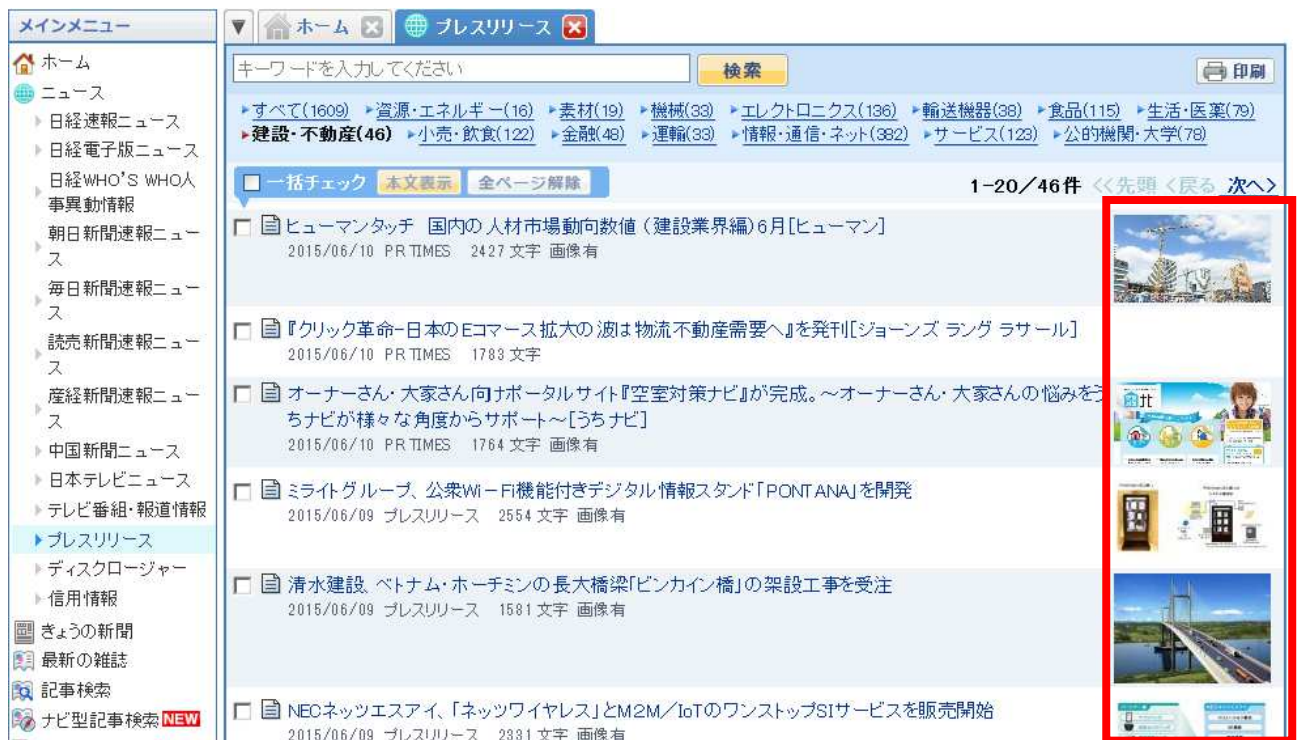 メインメニュー
ホーム
ニュース
日経速報ニュース
日経電子版ニュース
日経WHO'S WHO人
事異動情報
朝日新聞速報ニュー
ス
毎日新聞速報ニュー
ス
読売新聞速報ニュー
ス
産経新聞速報ニュー
ス
中国新聞ニュース
日本テレビニュース
テレビ番組・報道情報
プレスリリース
ディスクロージャー
信用情報
きょうの新聞
最新の雑誌
記事検索
ナビ型記事検索 NEW
▼ ホーム プレスリリース
キーワードを入力してください 検索 印刷
すべて(1609) 資源・エネルギー(16) 素材(19) 機械(33) エレクトロニクス(136) 輸送機器(38) 食品(115) 生活・医薬(79)
建設・不動産(46) 小売・飲食(122) 金融(48) 運輸(33) 情報・通信・ネット(382) サービス(123) 公的機関・大学(78)
一括チェック 本文表示 全ページ解除 1-20/46件 <<先頭 <戻る 次へ>
ヒューマンタッチ 国内の人材市場動向数値（建設業界編）6月[ヒューマン]
2015/06/10 PR TIMES 2427文字 画像有
『クリック革命-日本のEコマース拡大の波は物流不動産需要へ』を発刊[ジョーンズ ラング ラサール]
2015/06/10 PR TIMES 1783文字
オーナーさん・大家さん向けポータルサイト『空室対策ナビ』が完成。～オーナーさん・大家さんの悩みを
ちナビが様々な角度からサポート～[うちナビ]
2015/06/10 PR TIMES 1764文字 画像有
ミライトグループ、公衆Wi-Fi機能付きデジタル情報スタンド「PONTANA」を開発
2015/06/09 プレスリリース 2554文字 画像有
清水建設、ベトナム・ホーチミンの長大橋梁「ビンカイン橋」の架設工事を受注
2015/06/09 プレスリリース 1581文字 画像有
NECネッツエスアイ、「ネッツワイヤレス」とM2M/IoTのワンストップSIサービスを販売開始
2015/06/09 プレスリリース 2331文字 画像有